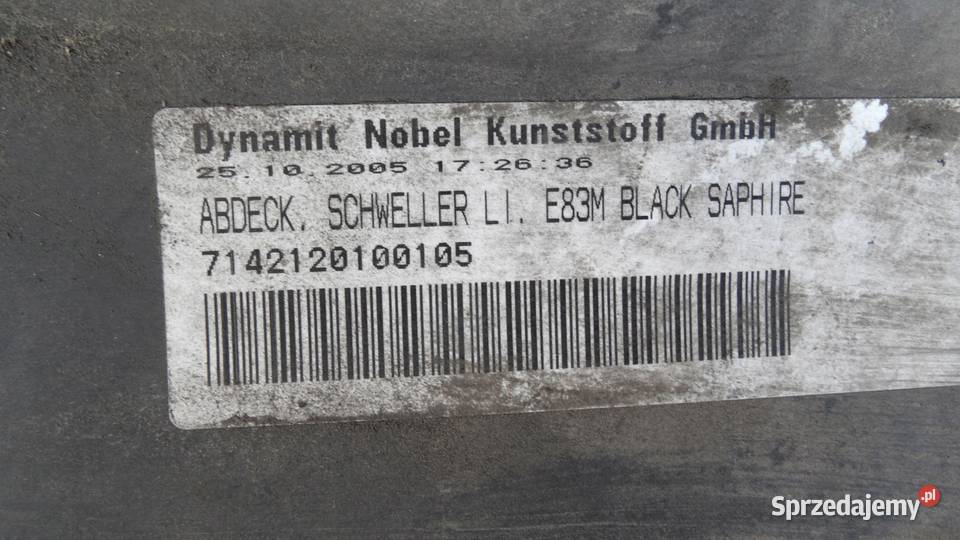 Dynamit Nobel Kunststoff GmbH
25.10.2005 17:26:36
ABDECK. SCHWELLER LI. E83M BLACK SAPHIRE
7142120100105
Sprzedajemy.pl